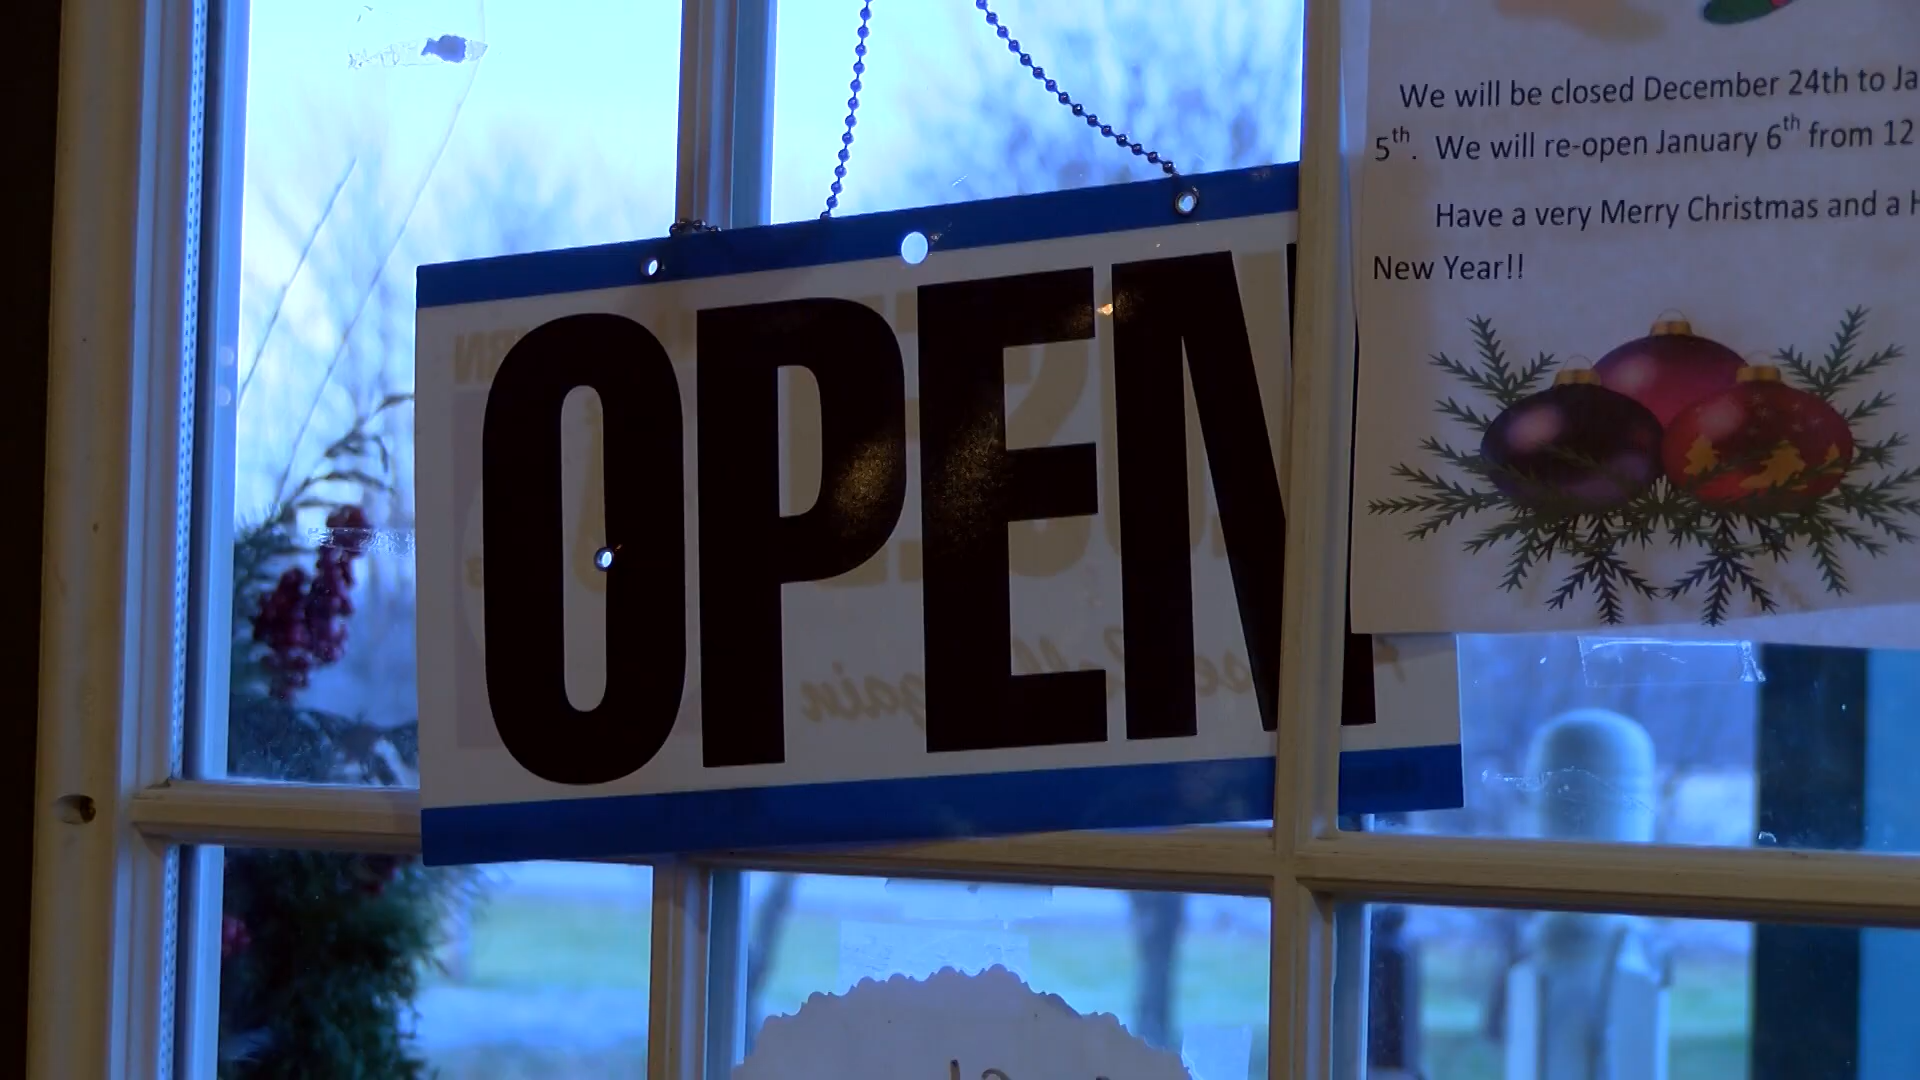 OPEN
We will be closed December 24th to Ja
5th. We will re-open January 6th from 12
Have a very Merry Christmas and a H
New Year!!